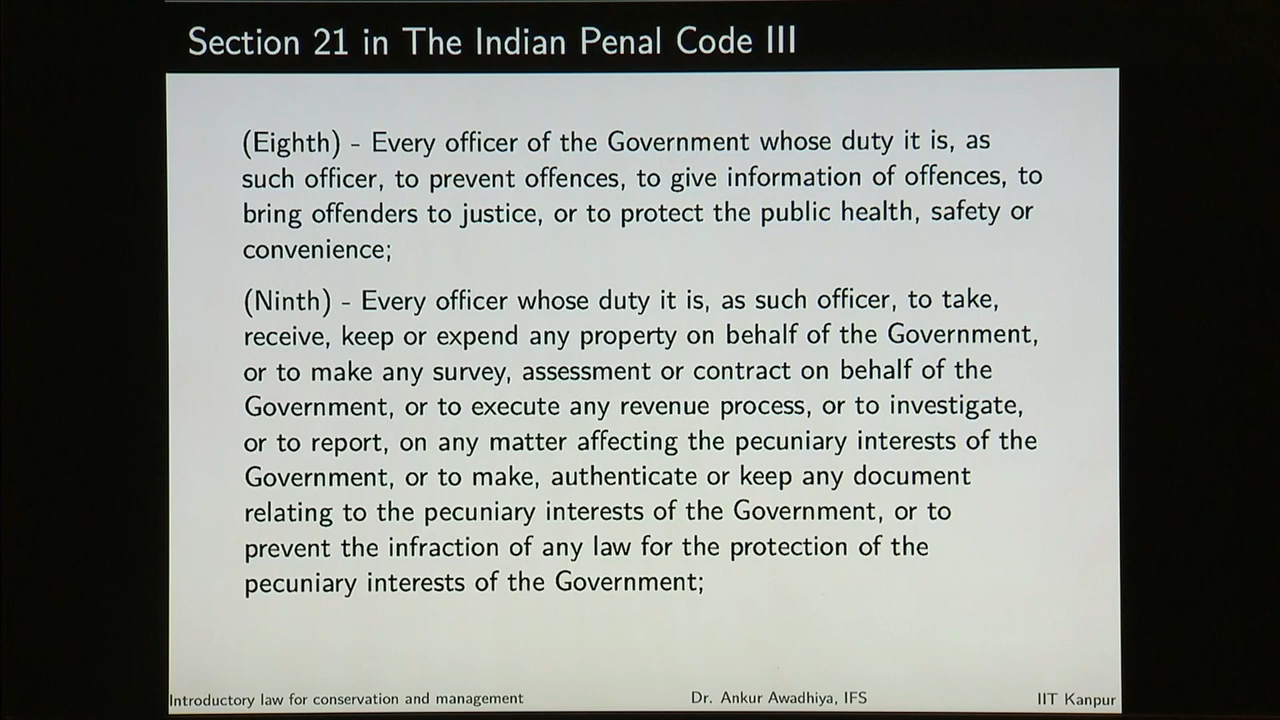 Section 21 in The Indian Penal Code III
(Eighth) - Every officer of the Government whose duty it is, as
such officer, to prevent offences, to give information of offences, to
bring offenders to justice, or to protect the public health, safety or
convenience;
(Ninth) - Every officer whose duty it is, as such officer, to take,
receive, keep or expend any property on behalf of the Government,
or to make any survey, assessment or contract on behalf of the
Government, or to execute any revenue process, or to investigate,
or to report, on any matter affecting the pecuniary interests of the
Government, or to make, authenticate or keep any document
relating to the pecuniary interests of the Government, or to
prevent the infraction of any law for the protection of the
pecuniary interests of the Government;
Introductory law for conservation and management Dr. Ankur Awadhiya, IFS IIT Kanpur